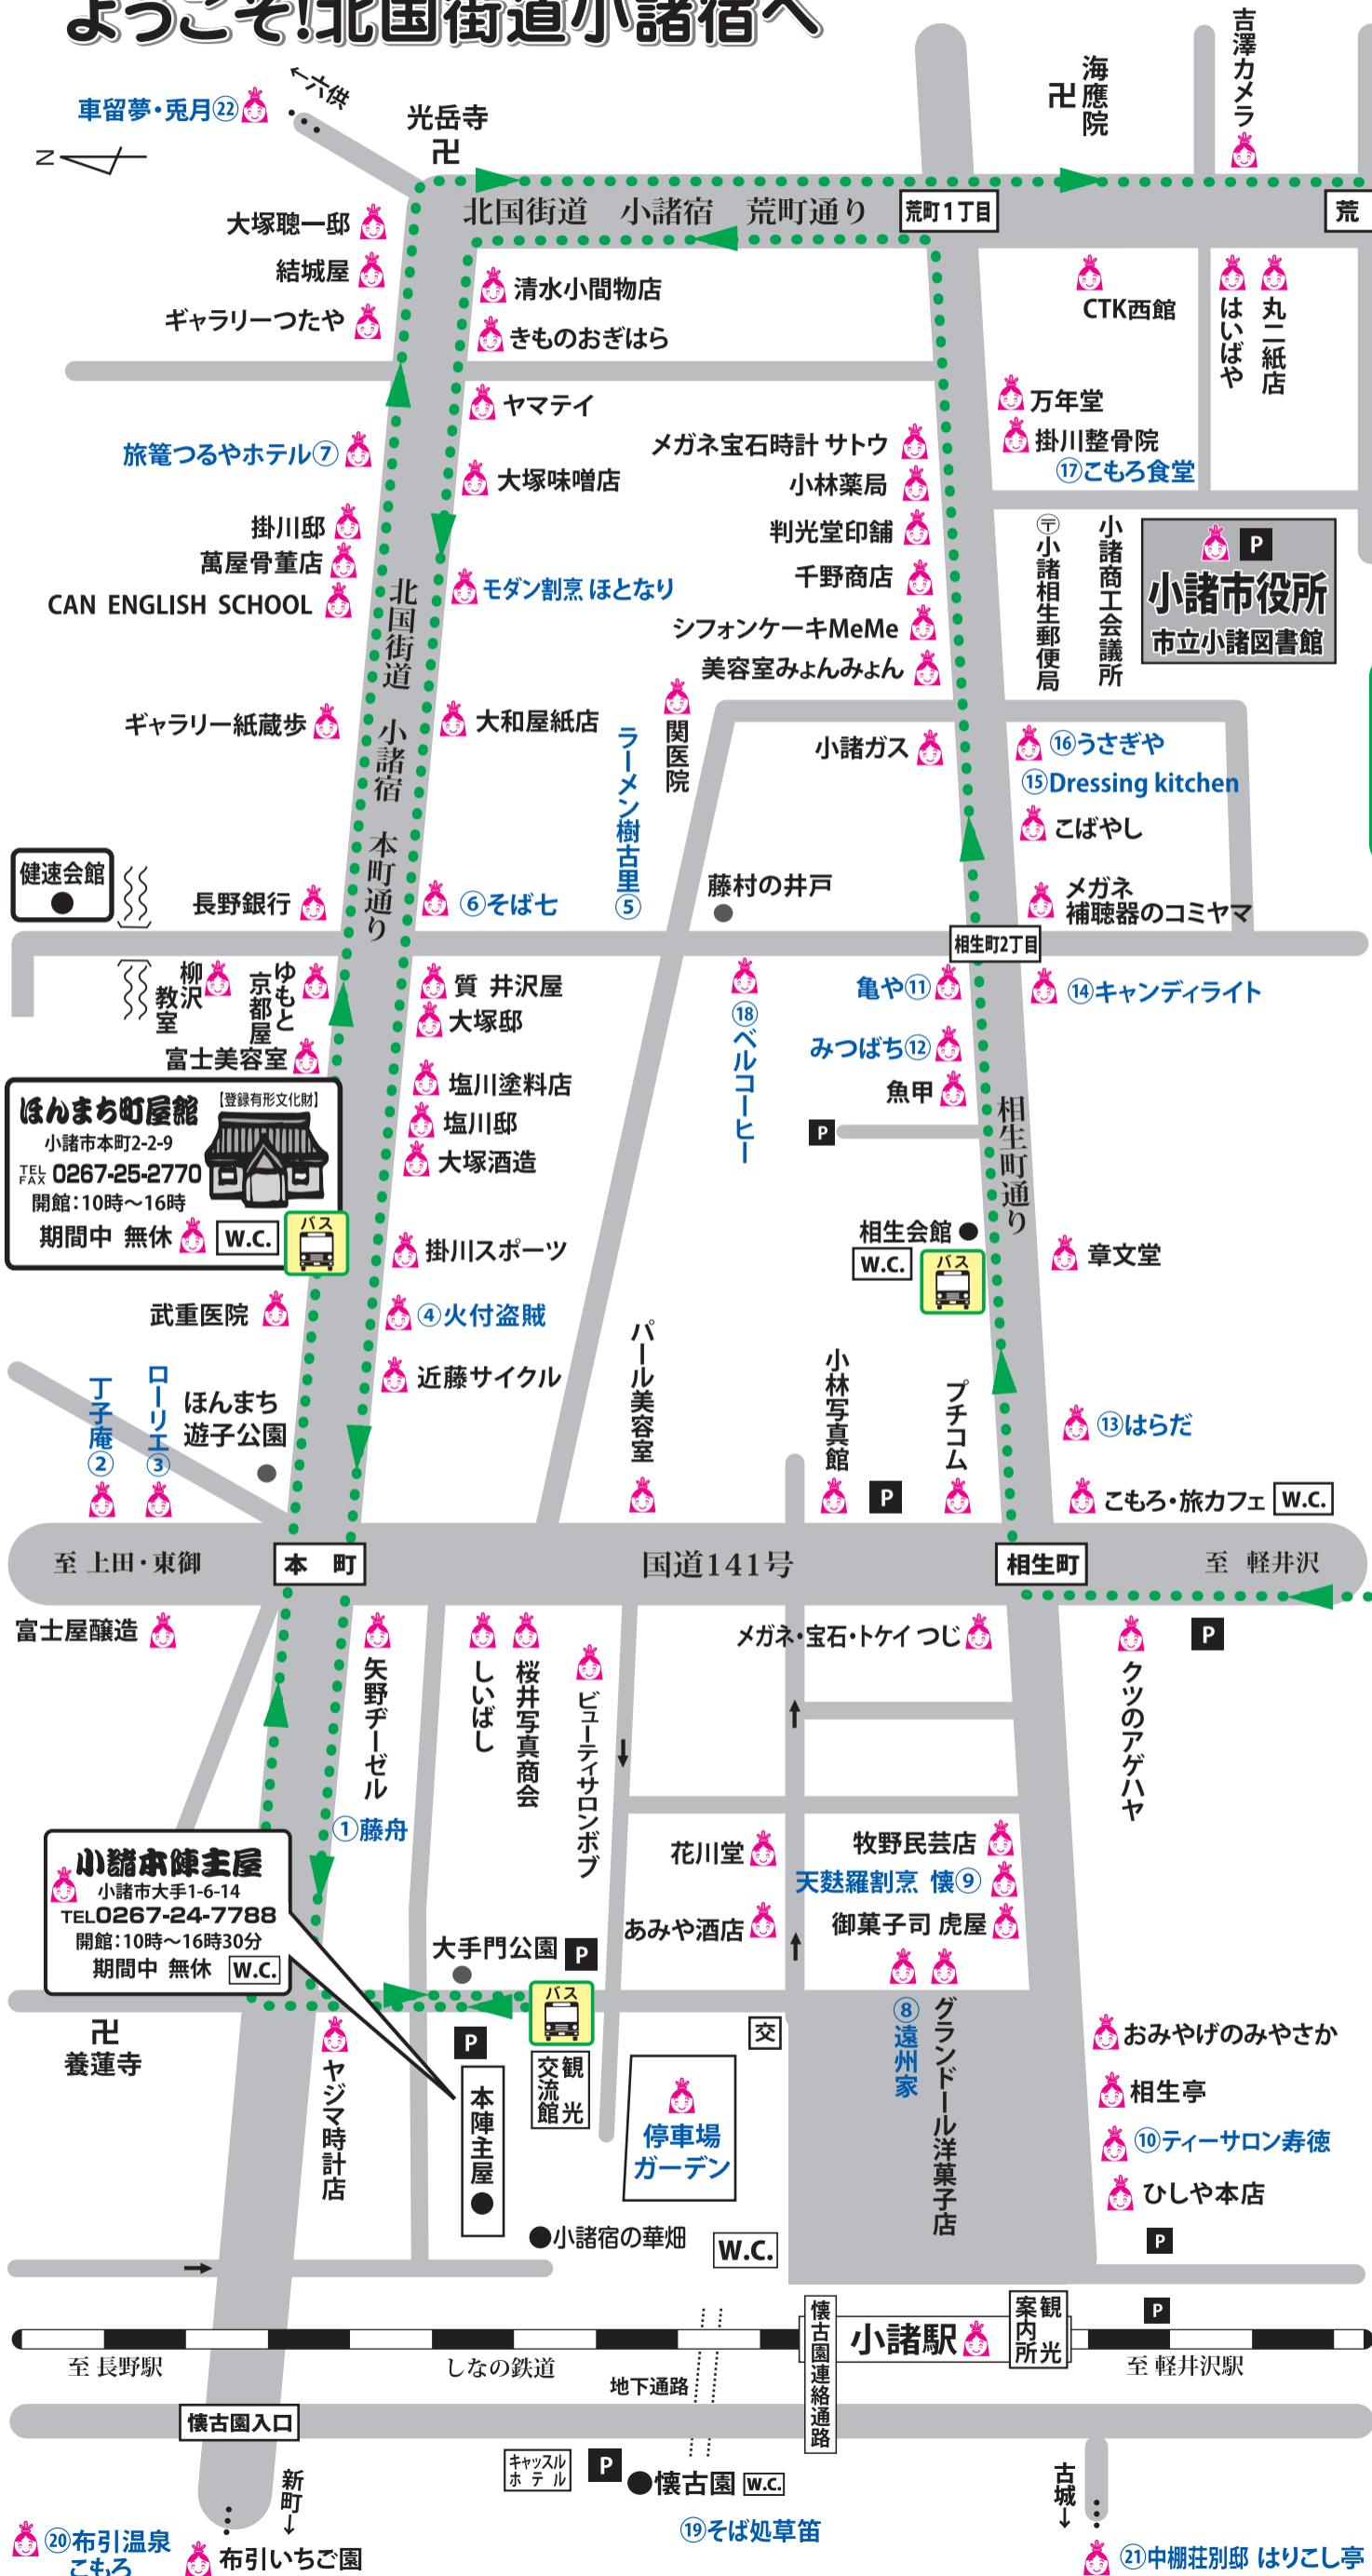 ようこそ!北国街道小諸宿へ
←六供
車留夢・兎月㉒
光岳寺
卍
海應院
卍
吉澤カメラ
N
北国街道 小諸宿 荒町通り
荒町1丁目
荒
大塚聰一邸
結城屋
ギャラリーつたや
清水小間物店
きものおぎはら
CTK西館
はいばや
丸二紙店
ヤマテイ
万年堂
旅篭つるやホテル⑦
大塚味噌店
メガネ宝石時計 サトウ
掛川整骨院
⑰こもろ食堂
小林薬局
掛川邸
萬屋骨董店
CAN ENGLISH SCHOOL
モダン割烹 ほとなり
判光堂印舗
千野商店
シフォンケーキMeMe
美容室みょんみょん
〒小諸相生郵便局
小諸商工会議所
P
小諸市役所
市立小諸図書館
北国街道 小諸宿 本町通り
ギャラリー紙蔵歩
大和屋紙店
ラーメン樹古里⑤
関医院
小諸ガス
⑯うさぎや
⑮Dressing kitchen
こばやし
健速会館
長野銀行
⑥そば七
藤村の井戸
メガネ
補聴器のコミヤマ
相生町2丁目
柳沢
教室
ゆもと
京都屋
富士美容室
質 井沢屋
大塚邸
⑱ベルコーヒー
亀や⑪
⑭キャンディライト
みつばち⑫
魚甲
P
相生町通り
塩川塗料店
塩川邸
大塚酒造
ほんまち町屋館
【登録有形文化財】
小諸市本町2-2-9
TEL
FAX 0267-25-2770
開館:10時〜16時
期間中 無休
W.C.
バス
掛川スポーツ
相生会館
W.C.
バス
章文堂
武重医院
④火付盗賊
近藤サイクル
丁子庵②
ローリエ③
ほんまち
遊子公園
パール美容室
小林写真館
P
プチコム
⑬はらだ
こもろ・旅カフェ W.C.
至 上田・東御
本 町
国道141号
相生町
至 軽井沢
富士屋醸造
矢野ヂーゼル
しいばし
桜井写真商会
ビューティサロンボブ
メガネ・宝石・トケイ つじ
クツのアゲハヤ
P
①藤舟
小諸本陣主屋
小諸市大手1-6-14
TEL0267-24-7788
開館:10時〜16時30分
期間中 無休
W.C.
花川堂
あみや酒店
牧野民芸店
天麩羅割烹 懐⑨
御菓子司 虎屋
大手門公園
P
バス
卍
養蓮寺
ヤジマ時計店
P
本陣主屋
観光
交流館
交
停車場
ガーデン
⑧遠州家
グランドール洋菓子店
おみやげのみやさか
相生亭
⑩ティーサロン寿徳
ひしや本店
P
小諸宿の華畑
W.C.
懐古園連絡通路
小諸駅
観光
案内所
P
至 長野駅
しなの鉄道
地下通路
至 軽井沢駅
懐古園入口
キャッスル
ホテル
P
懐古園 W.C.
新町→
古城→
⑲そば処草笛
⑳布引温泉
こもろ
布引いちご園
㉑中棚荘別邸 はりこし亭